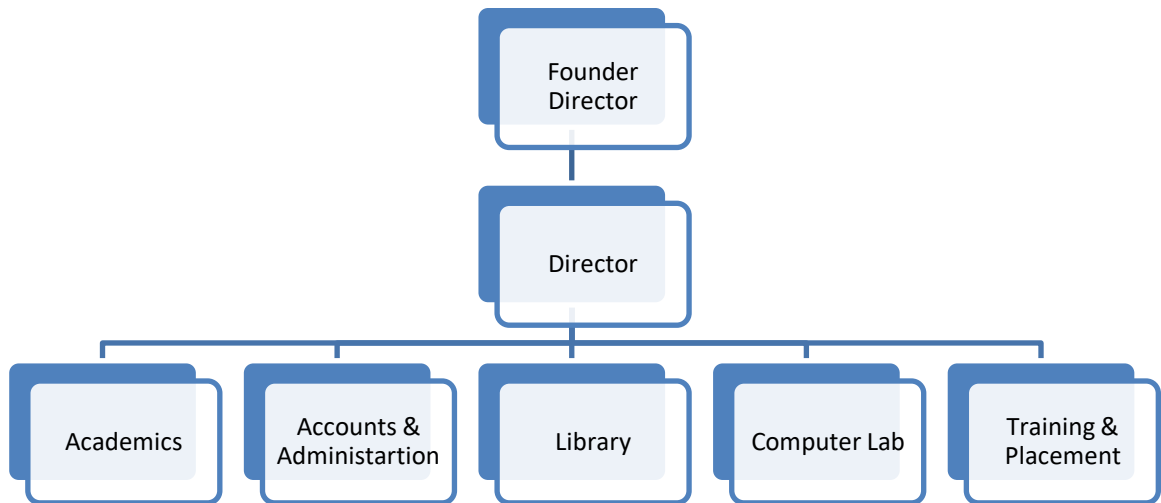 Founder
Director
Director
Academics
Accounts &
Administartion
Library
Computer Lab
Training &
Placement